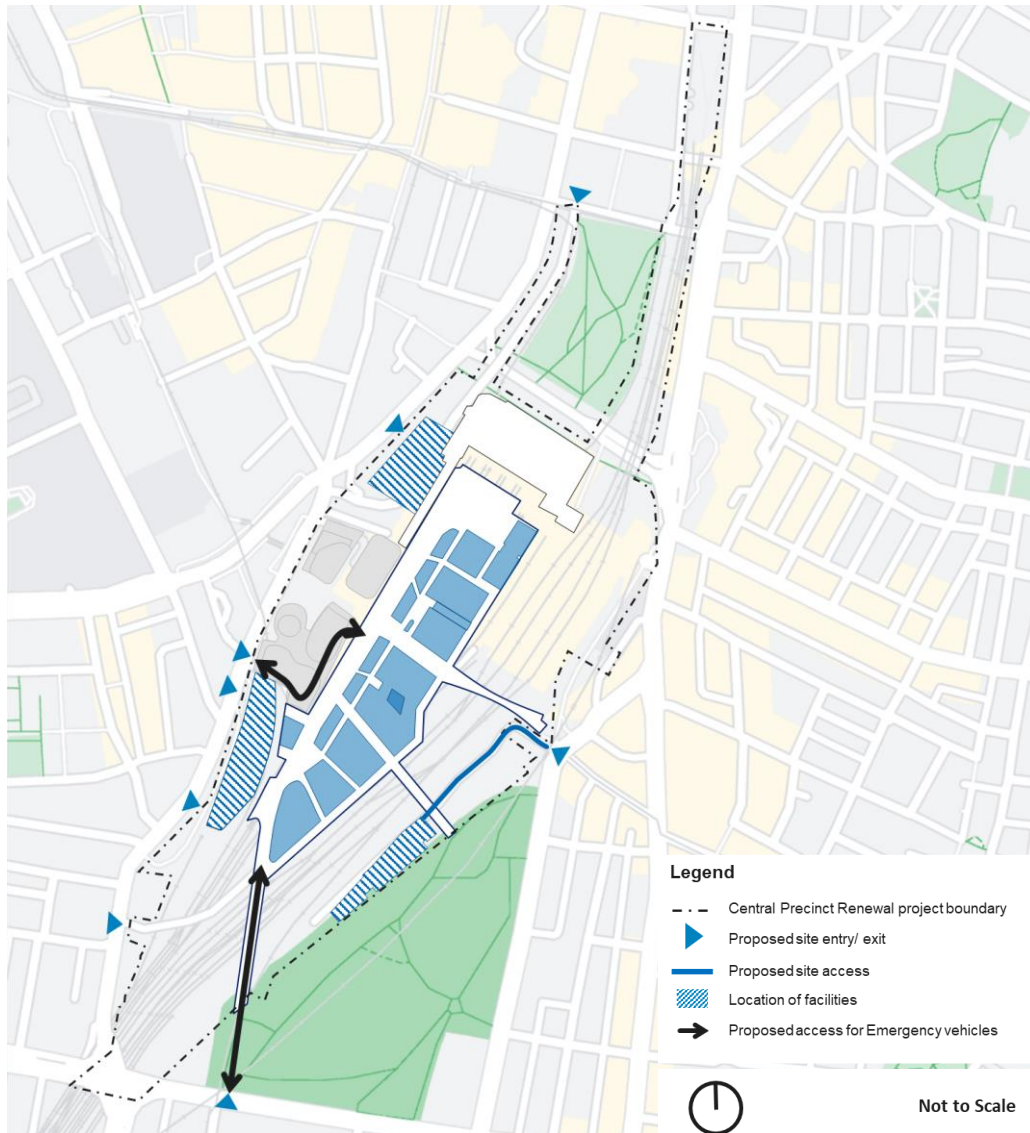 Legend
Central Precinct Renewal project boundary
Proposed site entry/ exit
Proposed site access
Location of facilities
Proposed access for Emergency vehicles
Not to Scale